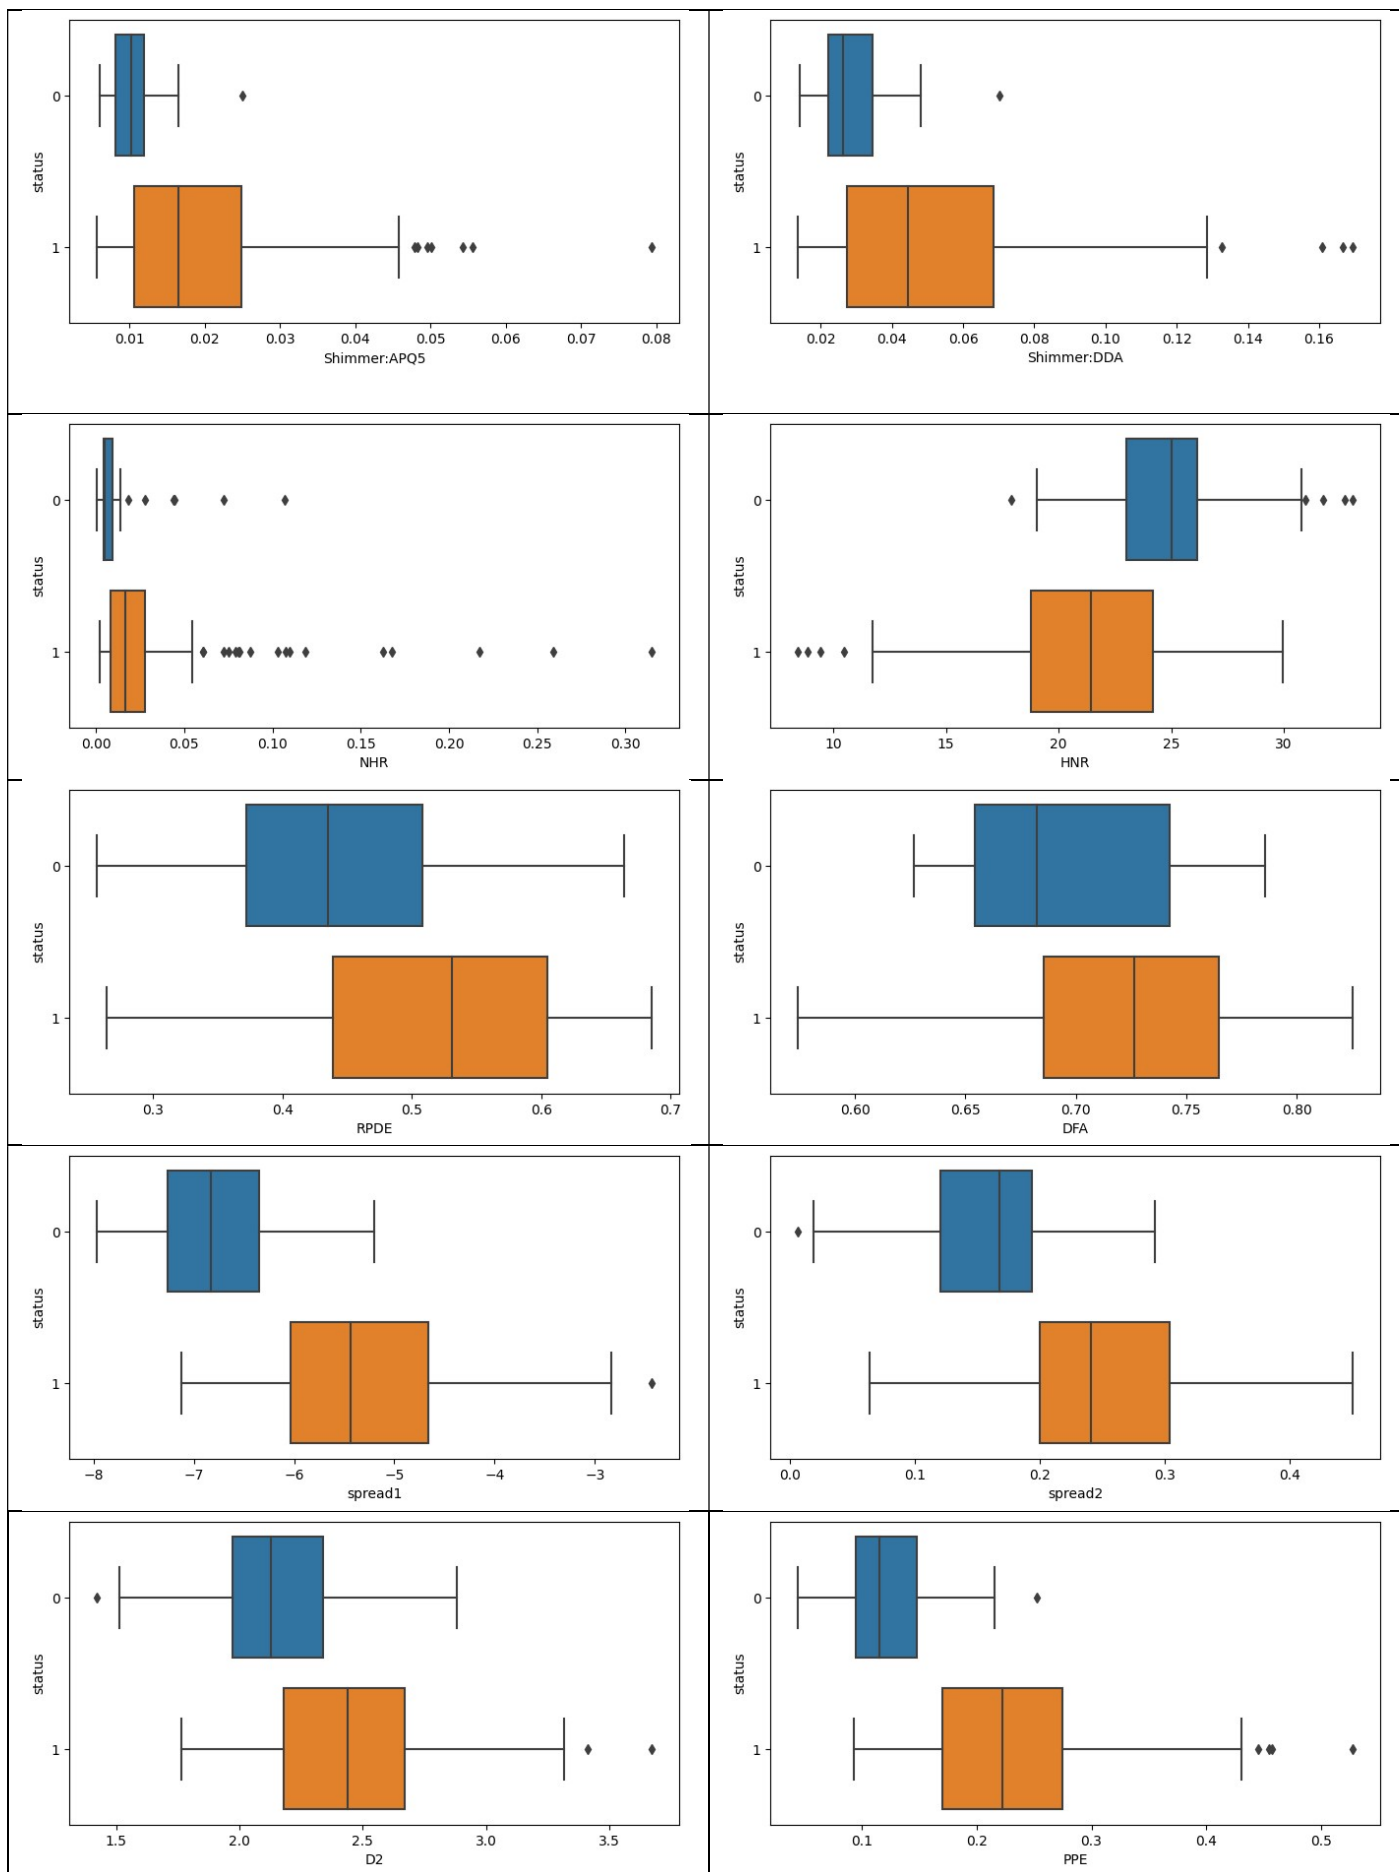 0
status
1
0.01 0.02 0.03 0.04 0.05 0.06 0.07 0.08
Shimmer:APQ5
0
status
1
0.02 0.04 0.06 0.08 0.10 0.12 0.14 0.16
Shimmer:DDA
0
status
1
0.00 0.05 0.10 0.15 0.20 0.25 0.30
NHR
0
status
1
10 15 20 25 30
HNR
0
status
1
0.3 0.4 0.5 0.6 0.7
RPDE
0
status
1
0.60 0.65 0.70 0.75 0.80
DFA
0
status
1
−8 −7 −6 −5 −4 −3
spread1
0
status
1
0.0 0.1 0.2 0.3 0.4
spread2
0
status
1
1.5 2.0 2.5 3.0 3.5
D2
0
status
1
0.1 0.2 0.3 0.4 0.5
PPE